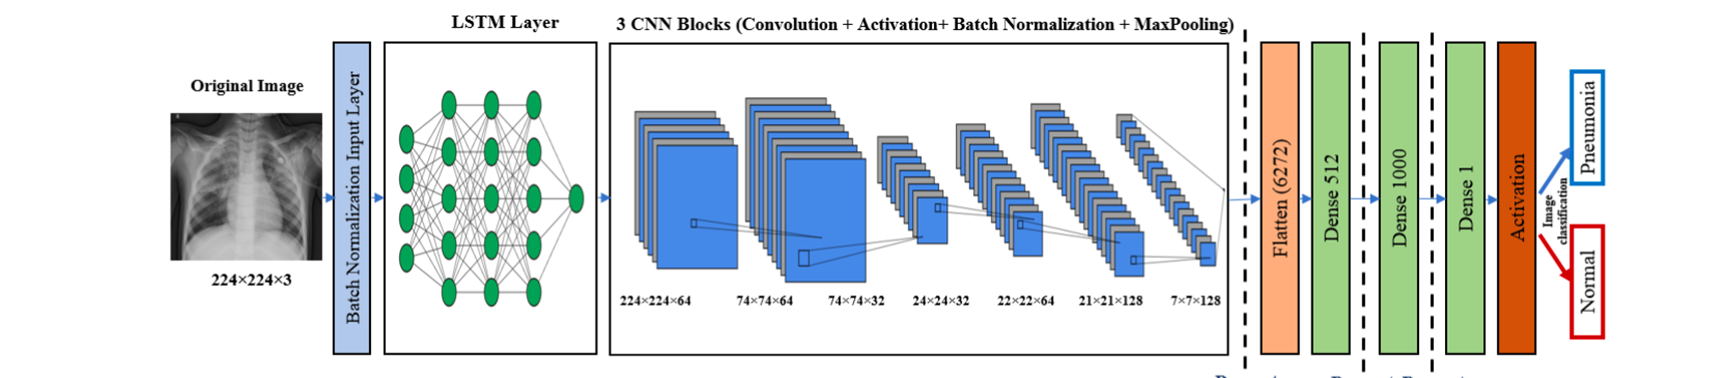 LSTM Layer
3 CNN Blocks (Convolution + Activation+ Batch Normalization + MaxPooling)
Original Image
224×224×3
Batch Normalization Input Layer
224×224×64
74×74×64
74×74×32
24×24×32
22×22×64
21×21×128
7×7×128
Flatten (6272)
Dense 512
Dense 1000
Dense 1
Activation
Image
classification
Pneumonia
Normal